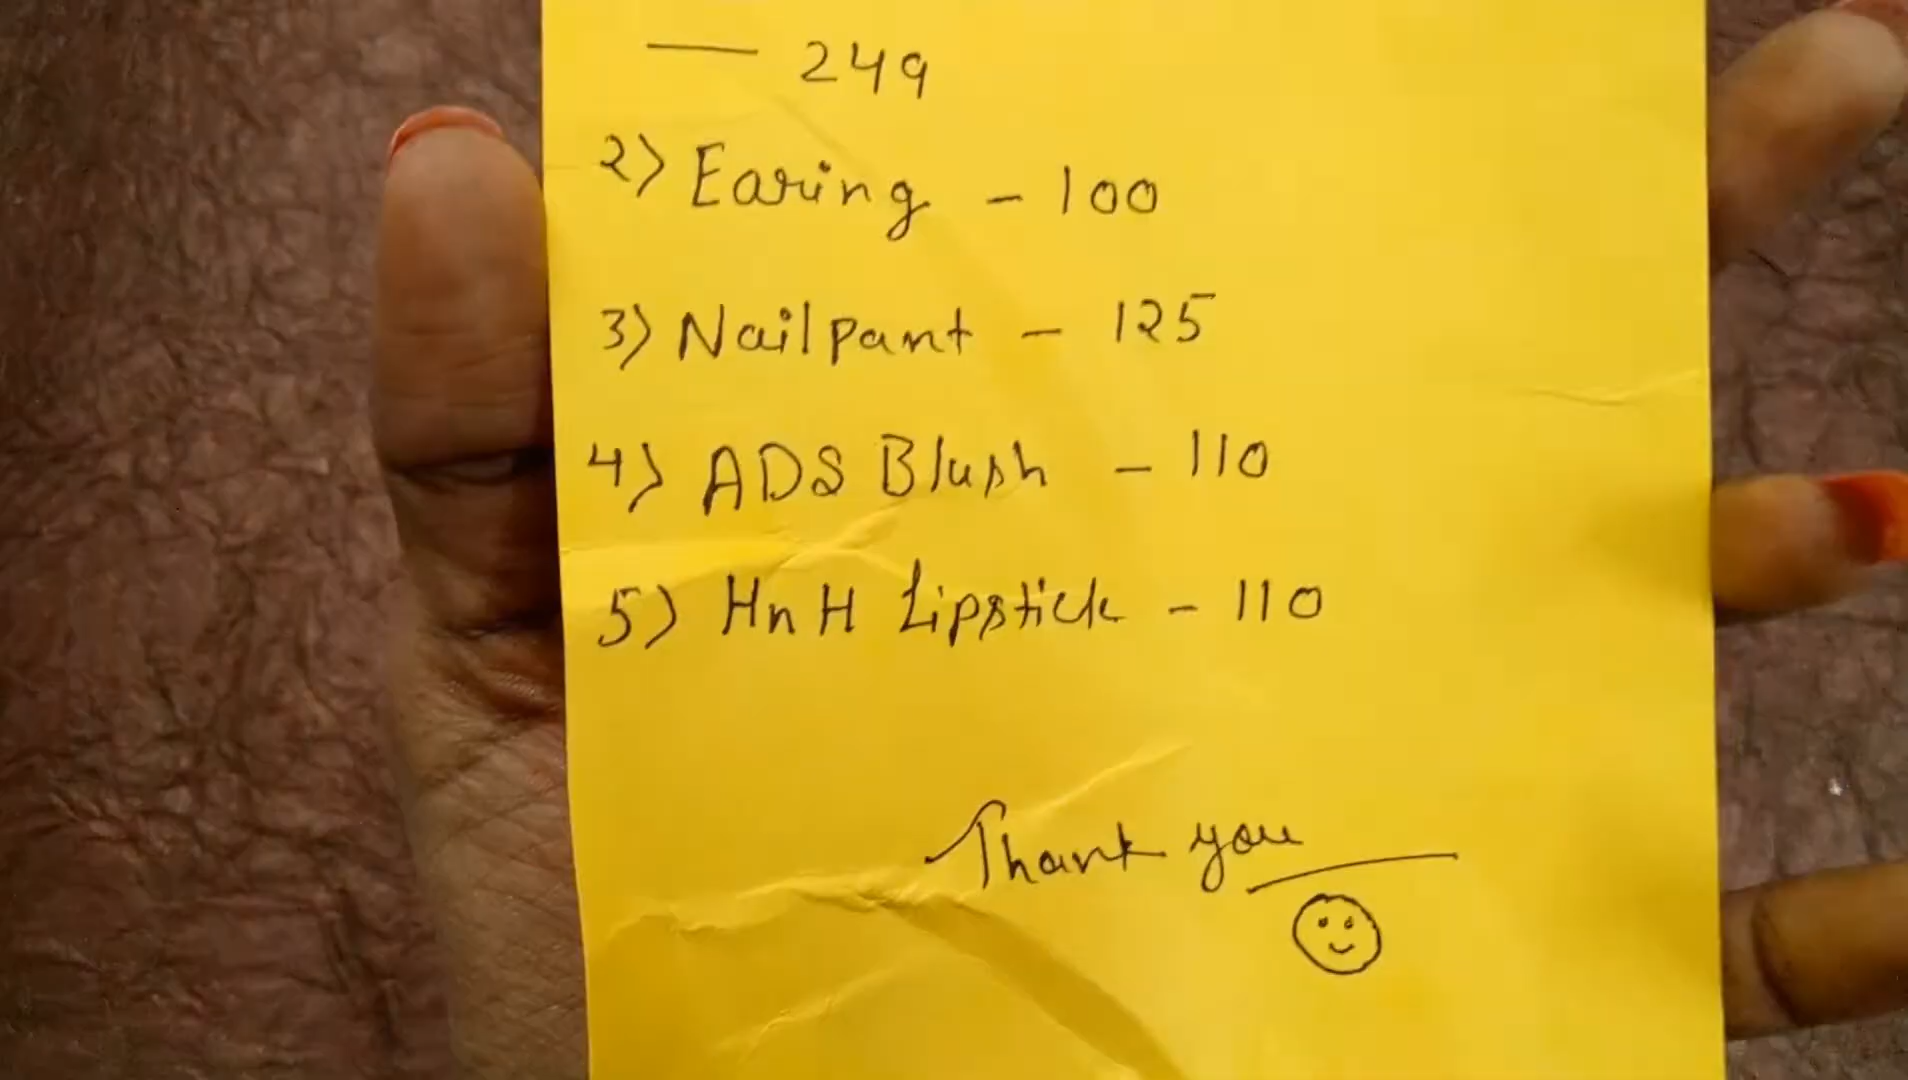 — 249
2) Earing - 100
3) Nailpant - 125
4) ADS Blush - 110
5) HnH Lipstick - 110
Thank you